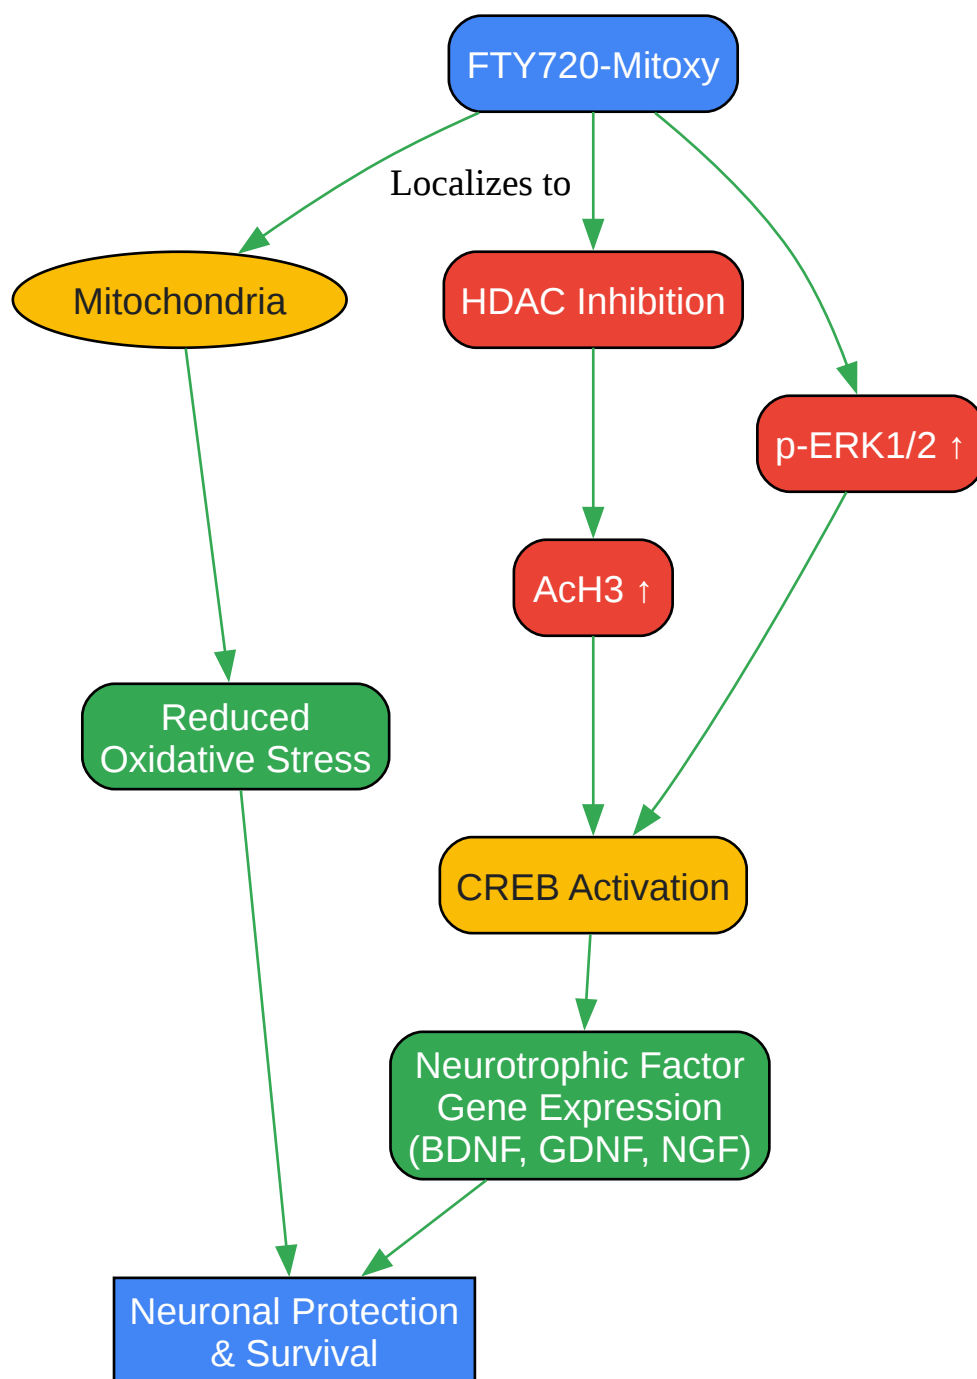 FTY720-Mitoxy
Localizes to
Mitochondria
HDAC Inhibition
p-ERK1/2 ↑
AcH3 ↑
Reduced
Oxidative Stress
CREB Activation
Neurotrophic Factor
Gene Expression
(BDNF, GDNF, NGF)
Neuronal Protection
& Survival